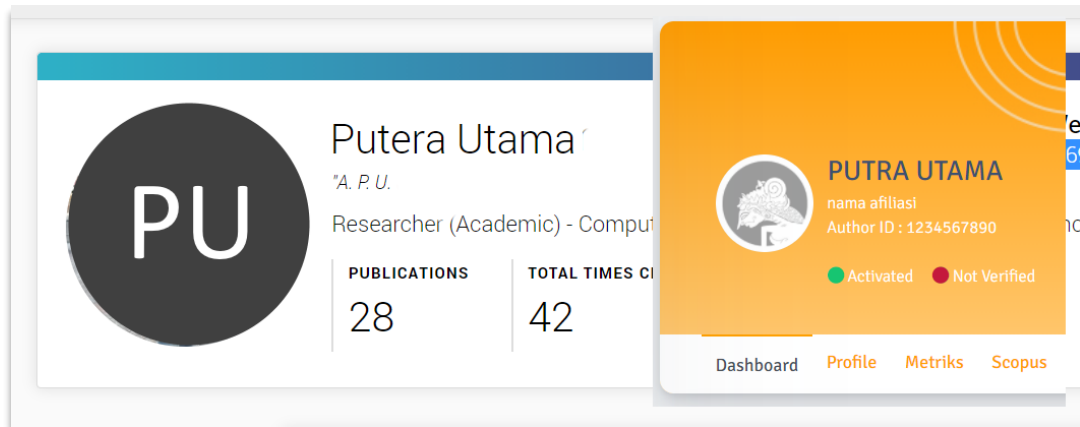 PU
Putera Utama
"A. P. U.
Researcher (Academic) - Comput
PUBLICATIONS
28
TOTAL TIMES CI
42
PUTRA UTAMA
nama afiliasi
Author ID : 1234567890
Activated
Not Verified
Dashboard
Profile
Metriks
Scopus